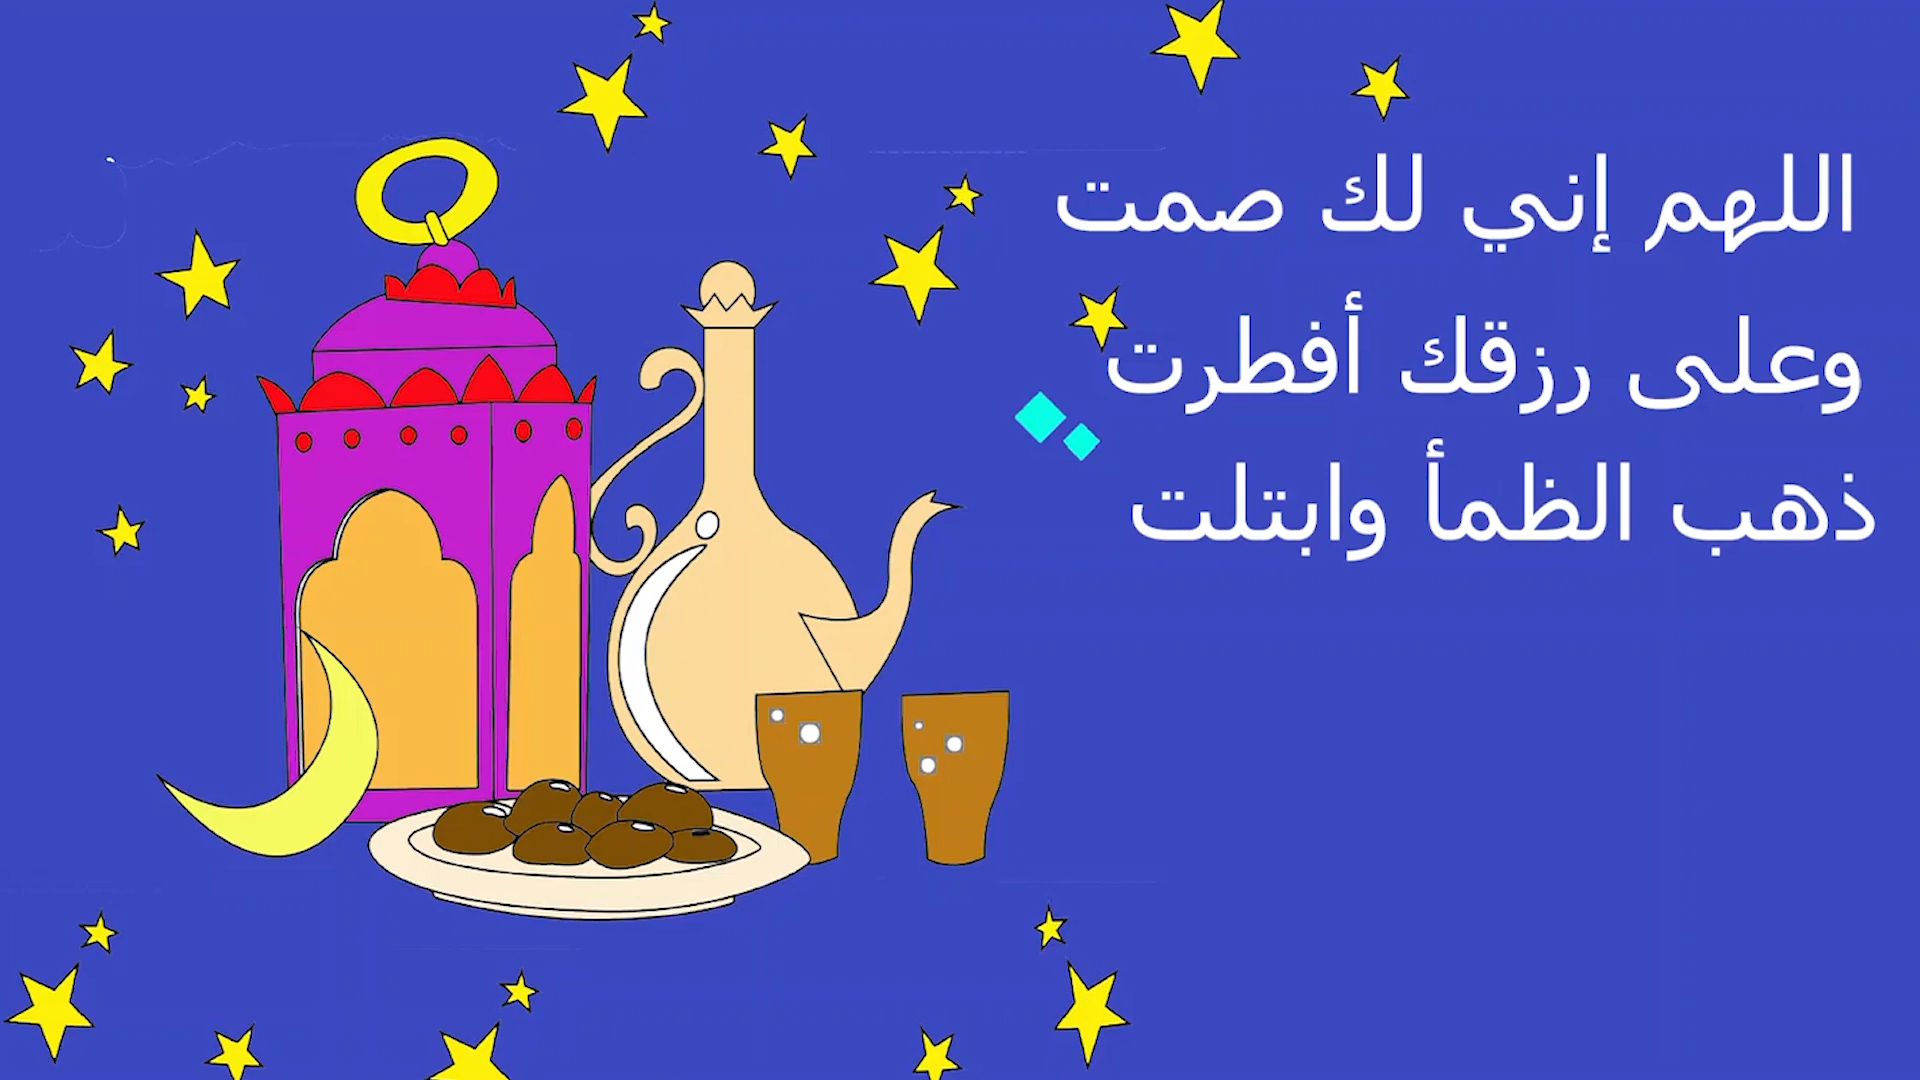 اللهم إني لك صمت
وعلى رزقك أفطرت
ذهب الظمأ وابتلت